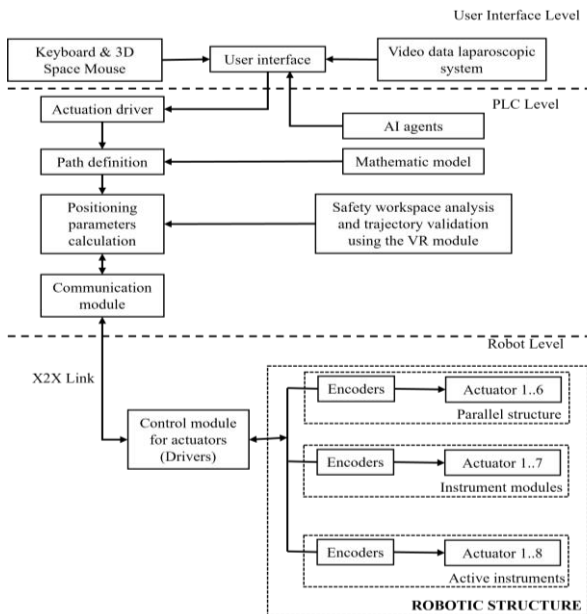 User Interface Level
Keyboard & 3D
Space Mouse
User interface
Video data laparoscopic
system
PLC Level
Actuation driver
AI agents
Path definition
Mathematic model
Positioning
parameters
calculation
Safety workspace analysis
and trajectory validation
using the VR module
Communication
module
Robot Level
X2X Link
Encoders
Actuator 1..6
Parallel structure
Control module
for actuators
(Drivers)
Encoders
Actuator 1..7
Instrument modules
Encoders
Actuator 1..8
Active instruments
ROBOTIC STRUCTURE